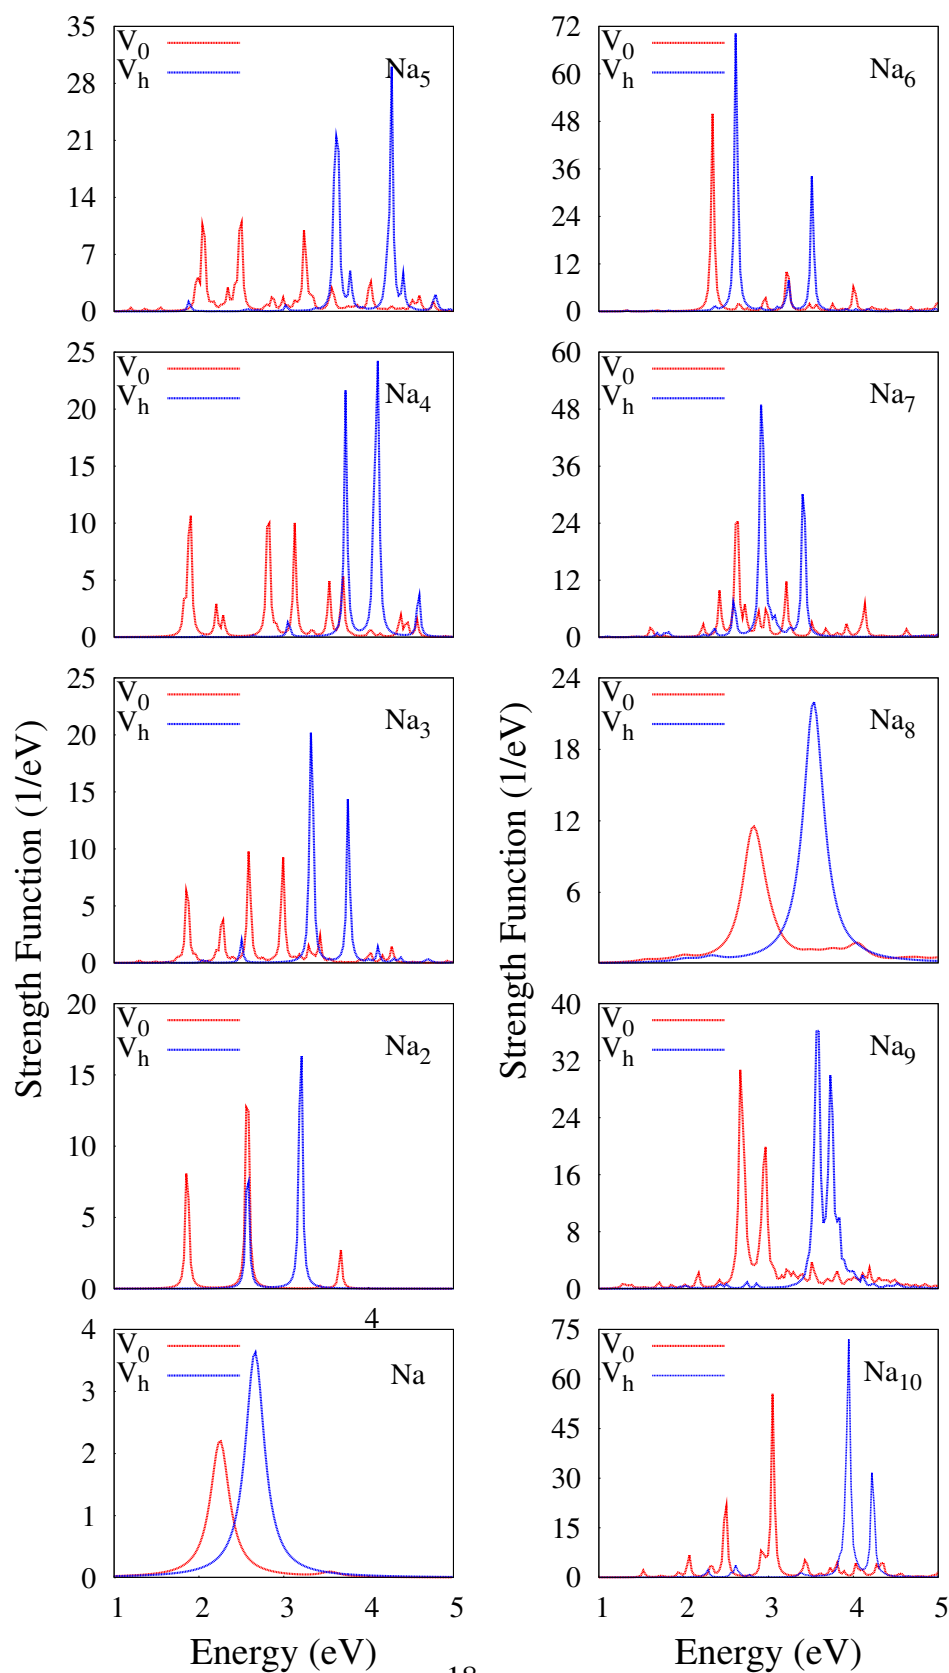 35
28
21
14
7
0
V0
Vh
Na5
25
20
15
10
5
0
V0
Vh
Na4
25
20
15
10
5
0
V0
Vh
Na3
20
15
10
5
0
V0
Vh
Na2
4
4
3
2
1
0
V0
Vh
Na
1 2 3 4 5
Energy (eV)
Strength Function (1/eV)
72
60
48
36
24
12
0
V0
Vh
Na6
60
48
36
24
12
0
V0
Vh
Na7
24
18
12
6
V0
Vh
Na8
40
32
24
16
8
0
V0
Vh
Na9
75
60
45
30
15
0
V0
Vh
Na10
1 2 3 4 5
Energy (eV)
Strength Function (1/eV)
18